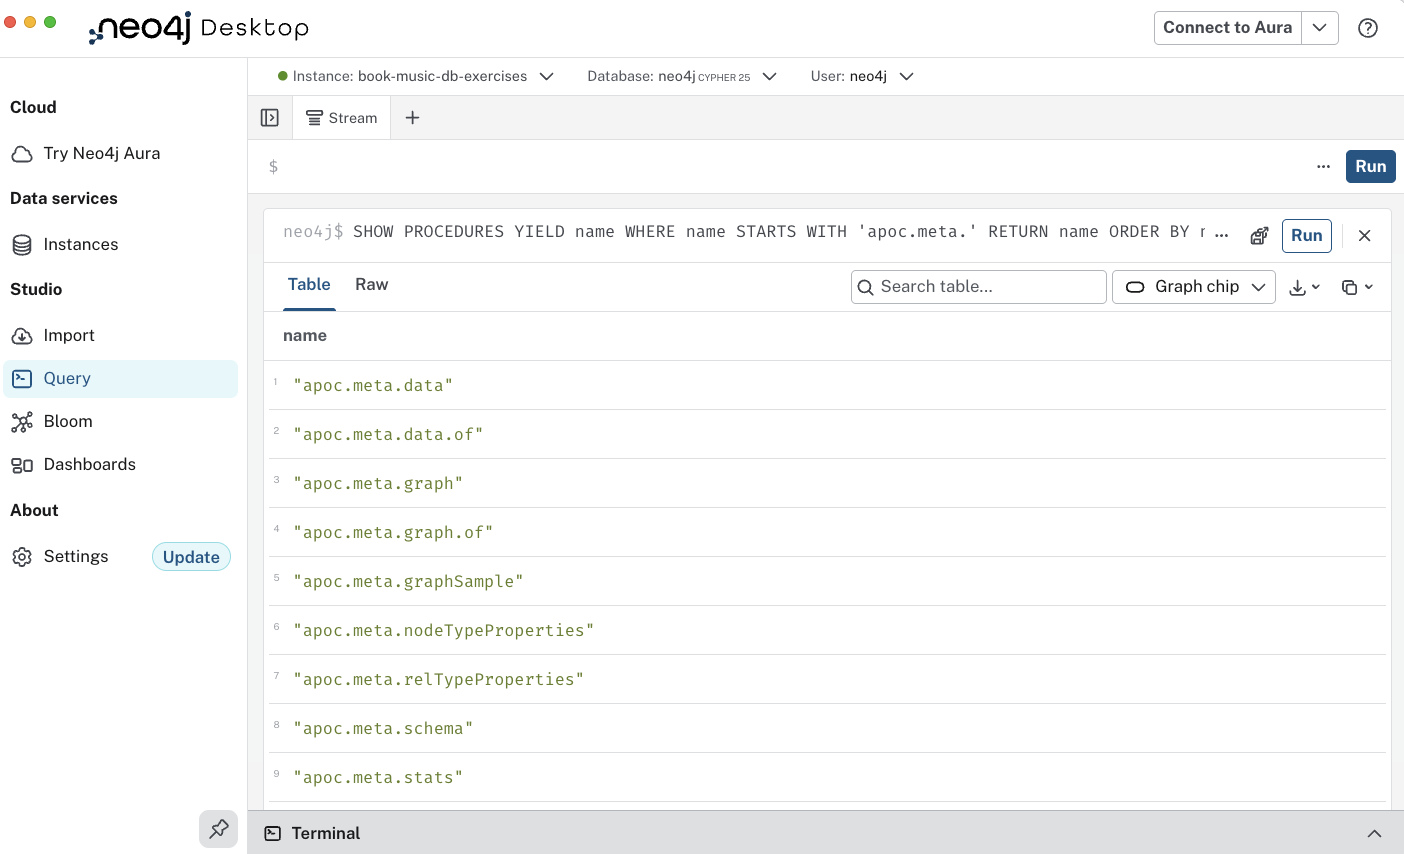 neo4j Desktop
Connect to Aura
Instance: book-music-db-exercises
Database: neo4j CYPHER 25
User: neo4j
Cloud
Try Neo4j Aura
Data services
Instances
Studio
Import
Query
Bloom
Dashboards
About
Settings
Update
Stream
$
...
Run
neo4j$ SHOW PROCEDURES YIELD name WHERE name STARTS WITH 'apoc.meta.' RETURN name ORDER BY ...
Run
Table
Raw
Search table...
Graph chip
name
1 "apoc.meta.data"
2 "apoc.meta.data.of"
3 "apoc.meta.graph"
4 "apoc.meta.graph.of"
5 "apoc.meta.graphSample"
6 "apoc.meta.nodeTypeProperties"
7 "apoc.meta.relTypeProperties"
8 "apoc.meta.schema"
9 "apoc.meta.stats"
Terminal